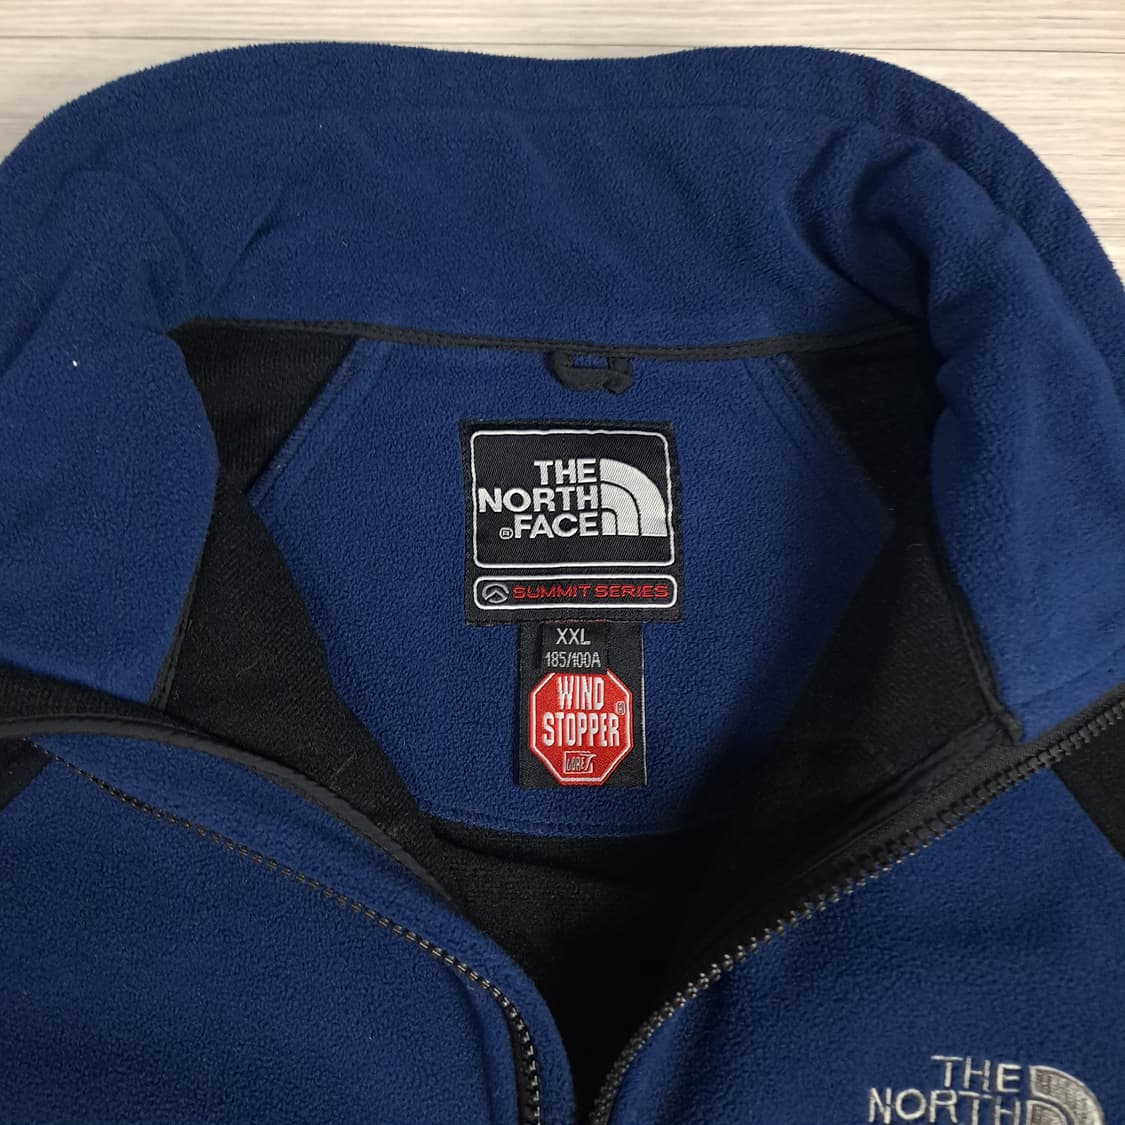 THE
NORTH
®FACE
SUMMIT SERIES
XXL
185/100A
WIND
STOPPER®
GORE
THE
NORTH